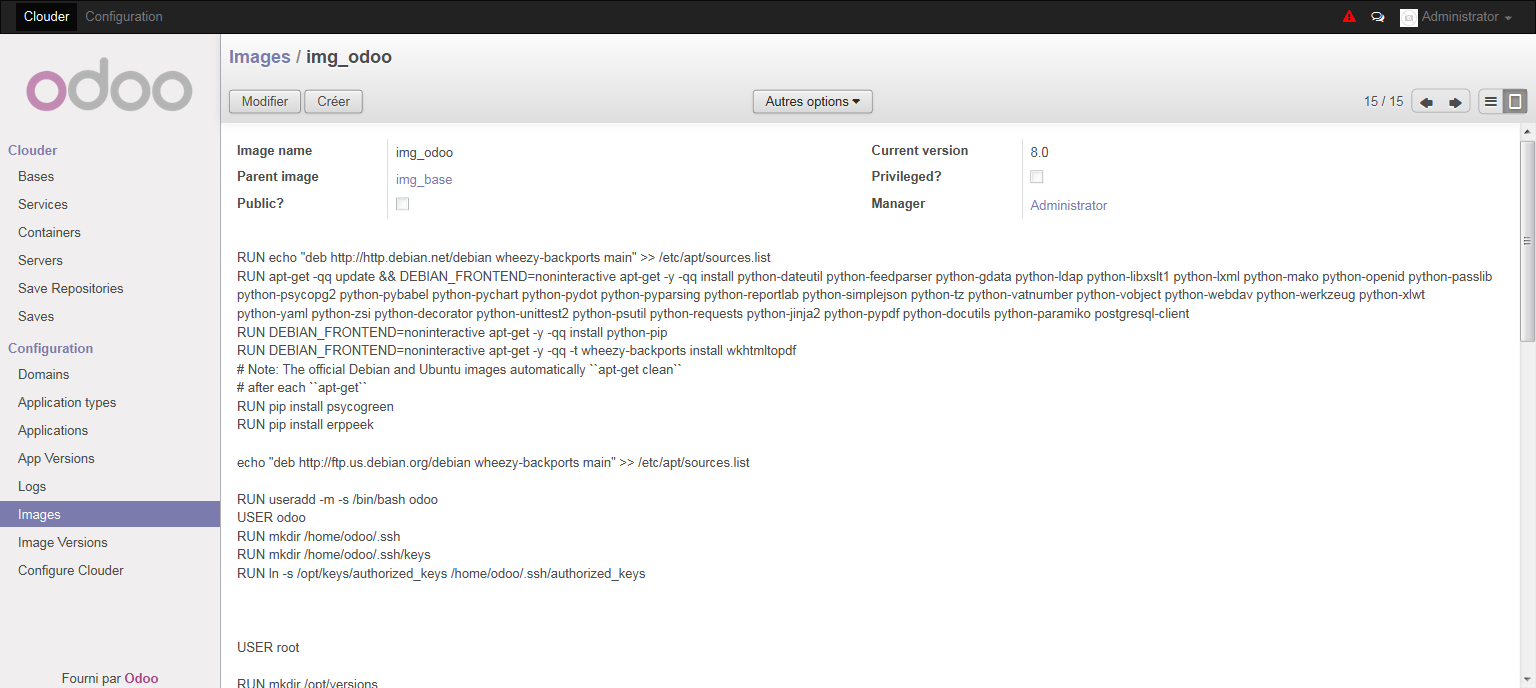 Clouder Configuration Administrator
odoo
Images / img_odoo
Modifier Créer Autres options 15 / 15
Clouder
Bases
Services
Containers
Servers
Save Repositories
Saves
Configuration
Domains
Application types
Applications
App Versions
Logs
Images
Image Versions
Configure Clouder
Fourni par Odoo
Image name img_odoo Current version 8.0
Parent image img_base Privileged?
Public? Manager Administrator
RUN echo "deb http://http.debian.net/debian wheezy-backports main" >> /etc/apt/sources.list
RUN apt-get -qq update && DEBIAN_FRONTEND=noninteractive apt-get -y -qq install python-dateutil python-feedparser python-gdata python-ldap python-libxslt1 python-lxml python-mako python-openid python-passlib
python-psycopg2 python-pybabel python-pychart python-pydot python-pyparsing python-reportlab python-simplejson python-tz python-vatnumber python-vobject python-webdav python-werkzeug python-xlwt
python-yaml python-zsi python-decorator python-unittest2 python-psutil python-requests python-jinja2 python-pypdf python-docutils python-paramiko postgresql-client
RUN DEBIAN_FRONTEND=noninteractive apt-get -y -qq install python-pip
RUN DEBIAN_FRONTEND=noninteractive apt-get -y -qq -t wheezy-backports install wkhtmltopdf
# Note: The official Debian and Ubuntu images automatically ``apt-get clean``
# after each ``apt-get``
RUN pip install psycogreen
RUN pip install erppeek
echo "deb http://ftp.us.debian.org/debian wheezy-backports main" >> /etc/apt/sources.list
RUN useradd -m -s /bin/bash odoo
USER odoo
RUN mkdir /home/odoo/.ssh
RUN mkdir /home/odoo/.ssh/keys
RUN ln -s /opt/keys/authorized_keys /home/odoo/.ssh/authorized_keys
USER root
RUN mkdir /opt/versions